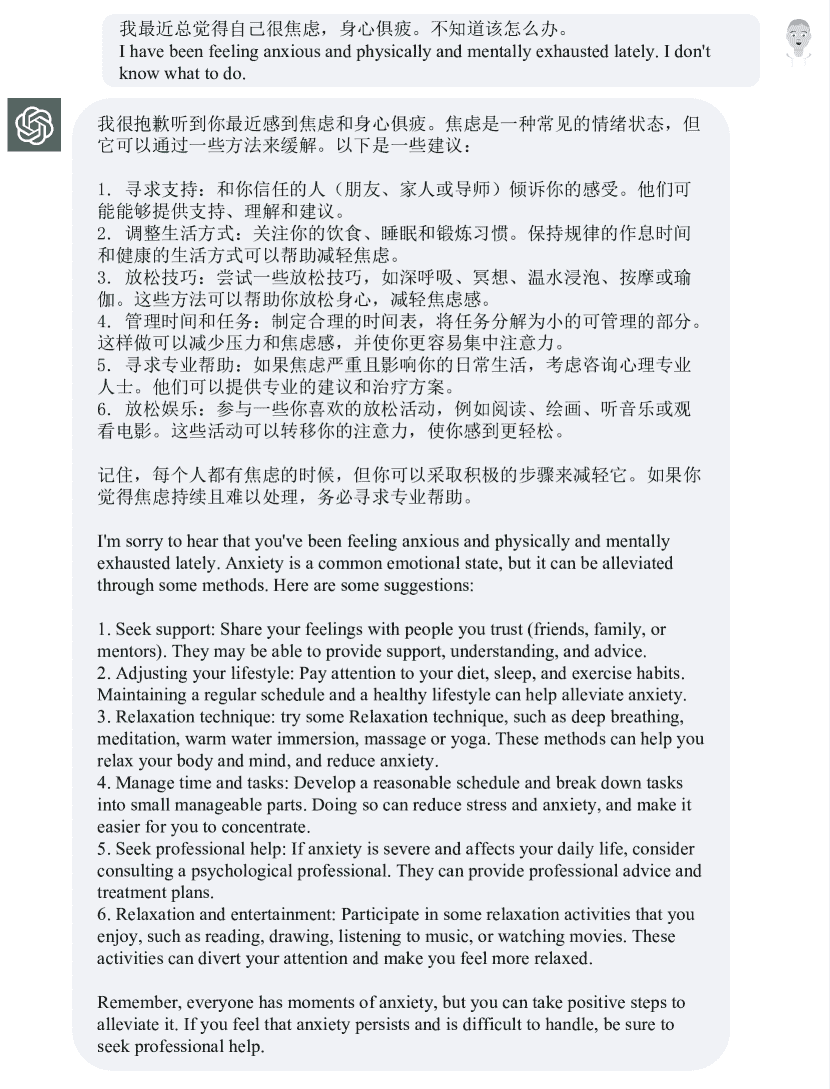 我最近总觉得自己很焦虑，身心俱疲。不知道该怎么办。
I have been feeling anxious and physically and mentally exhausted lately. I don't
know what to do.
我很抱歉听到你最近感到焦虑和身心俱疲。焦虑是一种常见的情绪状态，但
它可以通过一些方法来缓解。以下是一些建议：
1. 寻求支持：和你信任的人（朋友、家人或导师）倾诉你的感受。他们可
能能够提供支持、理解和建议。
2. 调整生活方式：关注你的饮食、睡眠和锻炼习惯。保持规律的作息时间
和健康的生活方式可以帮助减轻焦虑。
3. 放松技巧：尝试一些放松技巧，如深呼吸、冥想、温水浸泡、按摩或瑜
伽。这些方法可以帮助你放松身心，减轻焦虑感。
4. 管理时间和任务：制定合理的时间表，将任务分解为小的可管理的部分。
这样做可以减少压力和焦虑感，并使你更容易集中注意力。
5. 寻求专业帮助：如果焦虑严重且影响你的日常生活，考虑咨询心理专业
人士。他们可以提供专业的建议和治疗方案。
6. 放松娱乐：参与一些你喜欢的放松活动，例如阅读、绘画、听音乐或观
看电影。这些活动可以转移你的注意力，使你感到更轻松。
记住，每个人都有焦虑的时候，但你可以采取积极的步骤来减轻它。如果你
觉得焦虑持续且难以处理，务必寻求专业帮助。
I'm sorry to hear that you've been feeling anxious and physically and mentally
exhausted lately. Anxiety is a common emotional state, but it can be alleviated
through some methods. Here are some suggestions:
1. Seek support: Share your feelings with people you trust (friends, family, or
mentors). They may be able to provide support, understanding, and advice.
2. Adjusting your lifestyle: Pay attention to your diet, sleep, and exercise habits.
Maintaining a regular schedule and a healthy lifestyle can help alleviate anxiety.
3. Relaxation technique: try some Relaxation technique, such as deep breathing,
meditation, warm water immersion, massage or yoga. These methods can help you
relax your body and mind, and reduce anxiety.
4. Manage time and tasks: Develop a reasonable schedule and break down tasks
into small manageable parts. Doing so can reduce stress and anxiety, and make it
easier for you to concentrate.
5. Seek professional help: If anxiety is severe and affects your daily life, consider
consulting a psychological professional. They can provide professional advice and
treatment plans.
6. Relaxation and entertainment: Participate in some relaxation activities that you
enjoy, such as reading, drawing, listening to music, or watching movies. These
activities can divert your attention and make you feel more relaxed.
Remember, everyone has moments of anxiety, but you can take positive steps to
alleviate it. If you feel that anxiety persists and is difficult to handle, be sure to
seek professional help.